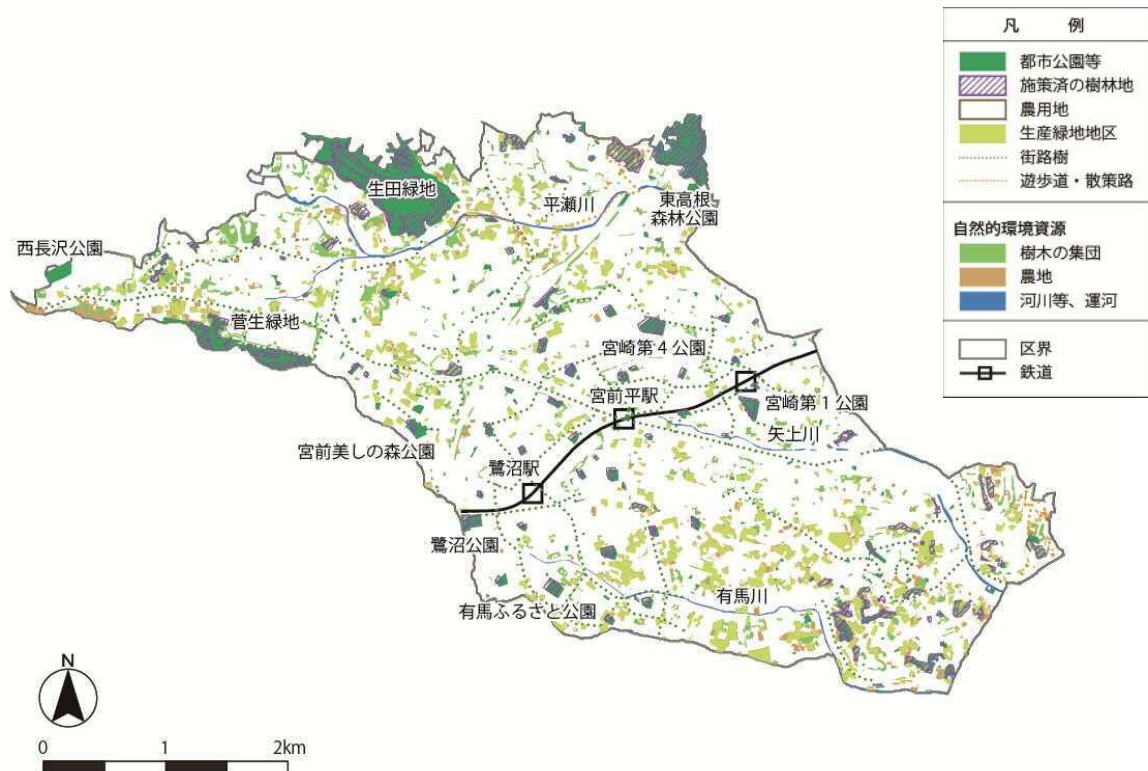 凡　例
都市公園等
施策済の樹林地
農用地
生産緑地地区
街路樹
遊歩道・散策路
自然的環境資源
樹木の集団
農地
河川等、運河
区界
鉄道
生田緑地
平瀬川
東高根
森林公園
西長沢公園
菅生緑地
宮崎第4公園
宮前平駅
宮崎第1公園
矢上川
宮前美しの森公園
鷺沼駅
鷺沼公園
有馬川
有馬ふるさと公園
N
0 1 2km